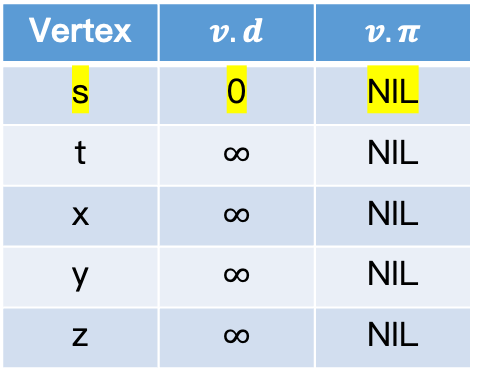 Vertex v.d v.π
s 0 NIL
t ∞ NIL
x ∞ NIL
y ∞ NIL
z ∞ NIL